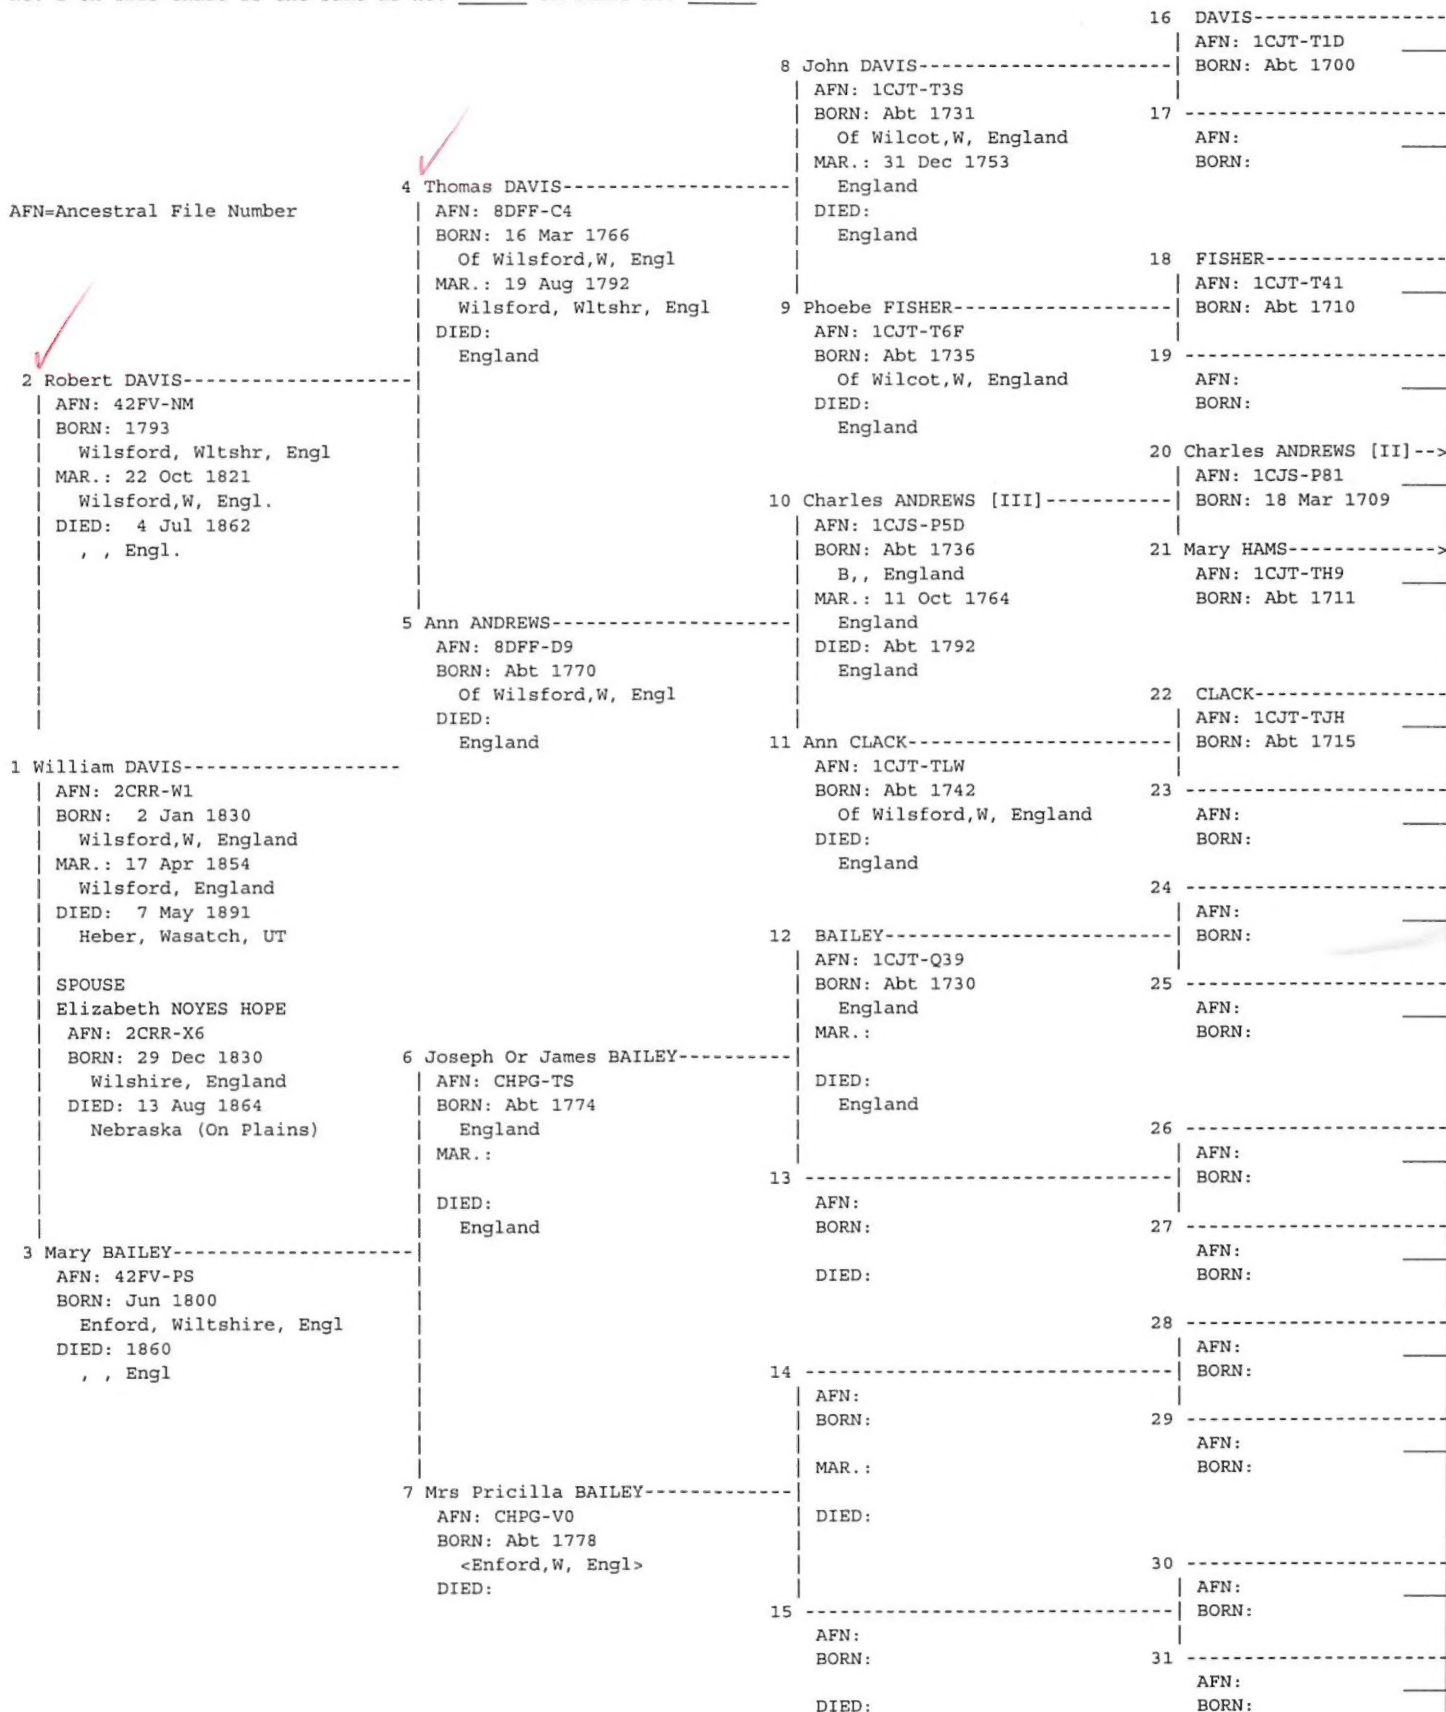 AFN=Ancestral File Number
1 William DAVIS------------------
AFN: 2CRR-W1
BORN: 2 Jan 1830
Wilsford,W, England
MAR.: 17 Apr 1854
Wilsford, England
DIED: 7 May 1891
Heber, Wasatch, UT
SPOUSE
Elizabeth NOYES HOPE
AFN: 2CRR-X6
BORN: 29 Dec 1830
Wilshire, England
DIED: 13 Aug 1864
Nebraska (On Plains)
2 Robert DAVIS-------------------
AFN: 42FV-NM
BORN: 1793
Wilsford, Wltshr, Engl
MAR.: 22 Oct 1821
Wilsford,W, Engl.
DIED: 4 Jul 1862
, , Engl.
3 Mary BAILEY--------------------
AFN: 42FV-PS
BORN: Jun 1800
Enford, Wiltshire, Engl
DIED: 1860
, , Engl
4 Thomas DAVIS-------------------
AFN: 8DFF-C4
BORN: 16 Mar 1766
Of Wilsford,W, Engl
MAR.: 19 Aug 1792
Wilsford, Wltshr, Engl
DIED:
England
5 Ann ANDREWS--------------------
AFN: 8DFF-D9
BORN: Abt 1770
Of Wilsford,W, Engl
DIED:
England
6 Joseph Or James BAILEY----------
AFN: CHPG-TS
BORN: Abt 1774
England
MAR.:
DIED:
England
7 Mrs Pricilla BAILEY-------------
AFN: CHPG-V0
BORN: Abt 1778
<Enford,W, Engl>
DIED:
8 John DAVIS---------------------
AFN: 1CJT-T3S
BORN: Abt 1731
Of Wilcot,W, England
MAR.: 31 Dec 1753
England
DIED:
England
9 Phoebe FISHER------------------
AFN: 1CJT-T6F
BORN: Abt 1735
Of Wilcot,W, England
DIED:
England
10 Charles ANDREWS [III]-----------
AFN: 1CJS-P5D
BORN: Abt 1736
B,, England
MAR.: 11 Oct 1764
England
DIED: Abt 1792
England
11 Ann CLACK----------------------
AFN: 1CJT-TLW
BORN: Abt 1742
Of Wilsford,W, England
DIED:
England
12 BAILEY------------------------
AFN: 1CJT-Q39
BORN: Abt 1730
England
MAR.:
DIED:
England
13 -------------------------------
AFN:
BORN:
DIED:
14 -------------------------------
AFN:
BORN:
MAR.:
DIED:
15 -------------------------------
AFN:
BORN:
DIED:
16 DAVIS----------------
AFN: 1CJT-T1D
BORN: Abt 1700
17 ----------------------
AFN:
BORN:
18 FISHER---------------
AFN: 1CJT-T41
BORN: Abt 1710
19 ----------------------
AFN:
BORN:
20 Charles ANDREWS [II]-->
AFN: 1CJS-P81
BORN: 18 Mar 1709
21 Mary HAMS------------->
AFN: 1CJT-TH9
BORN: Abt 1711
22 CLACK----------------
AFN: 1CJT-TJH
BORN: Abt 1715
23 ----------------------
AFN:
BORN:
24 ----------------------
AFN:
BORN:
25 ----------------------
AFN:
BORN:
26 ----------------------
AFN:
BORN:
27 ----------------------
AFN:
BORN:
28 ----------------------
AFN:
BORN:
29 ----------------------
AFN:
BORN:
30 ----------------------
AFN:
BORN:
31 ----------------------
AFN:
BORN: